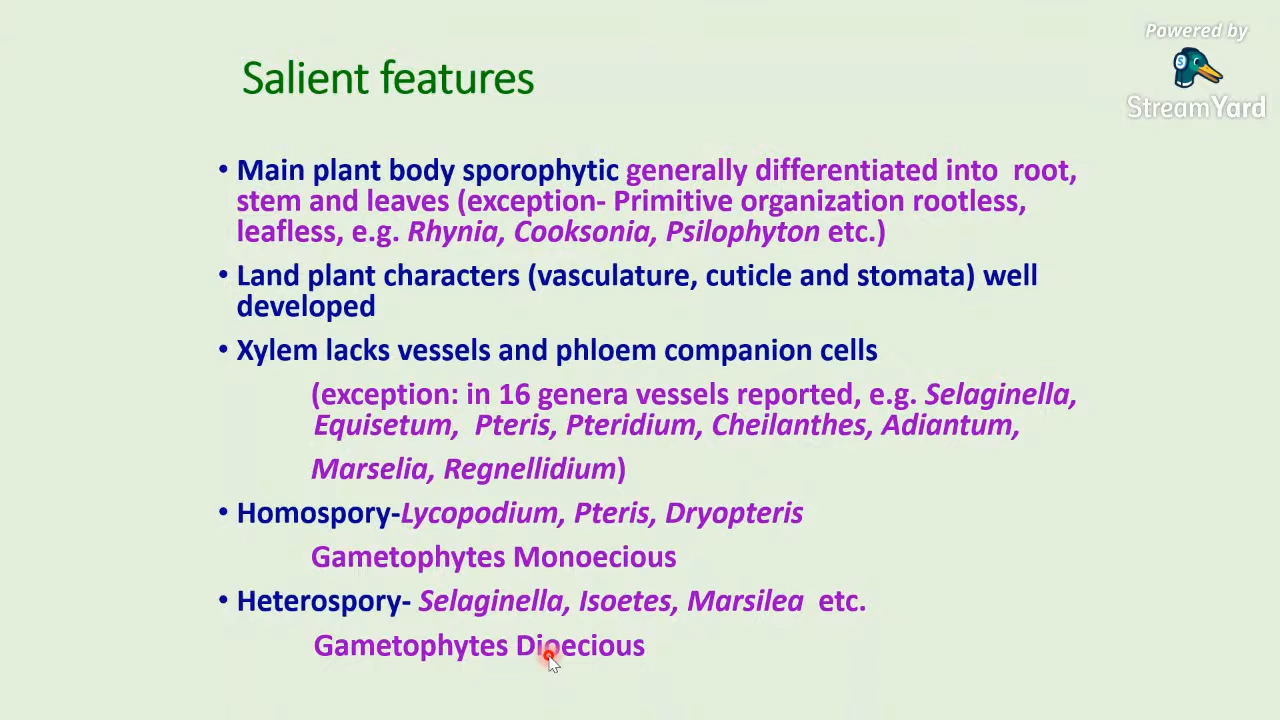 Powered by
StreamYard
Salient features
• Main plant body sporophytic generally differentiated into root,
stem and leaves (exception- Primitive organization rootless,
leafless, e.g. Rhynia, Cooksonia, Psilophyton etc.)
• Land plant characters (vasculature, cuticle and stomata) well
developed
• Xylem lacks vessels and phloem companion cells
(exception: in 16 genera vessels reported, e.g. Selaginella,
Equisetum, Pteris, Pteridium, Cheilanthes, Adiantum,
Marselia, Regnellidium)
• Homospory-Lycopodium, Pteris, Dryopteris
Gametophytes Monoecious
• Heterospory- Selaginella, Isoetes, Marsilea etc.
Gametophytes Dioecious